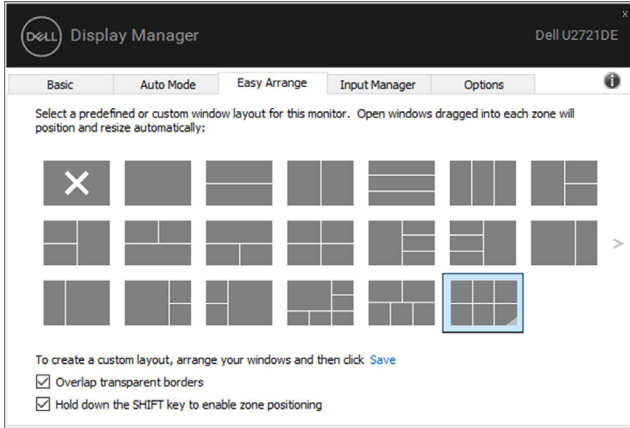 DELL Display Manager
x
Dell U2721DE
Basic Auto Mode Easy Arrange Input Manager Options
Select a predefined or custom window layout for this monitor. Open windows dragged into each zone will
position and resize automatically:
>
To create a custom layout, arrange your windows and then click Save
Overlap transparent borders
Hold down the SHIFT key to enable zone positioning